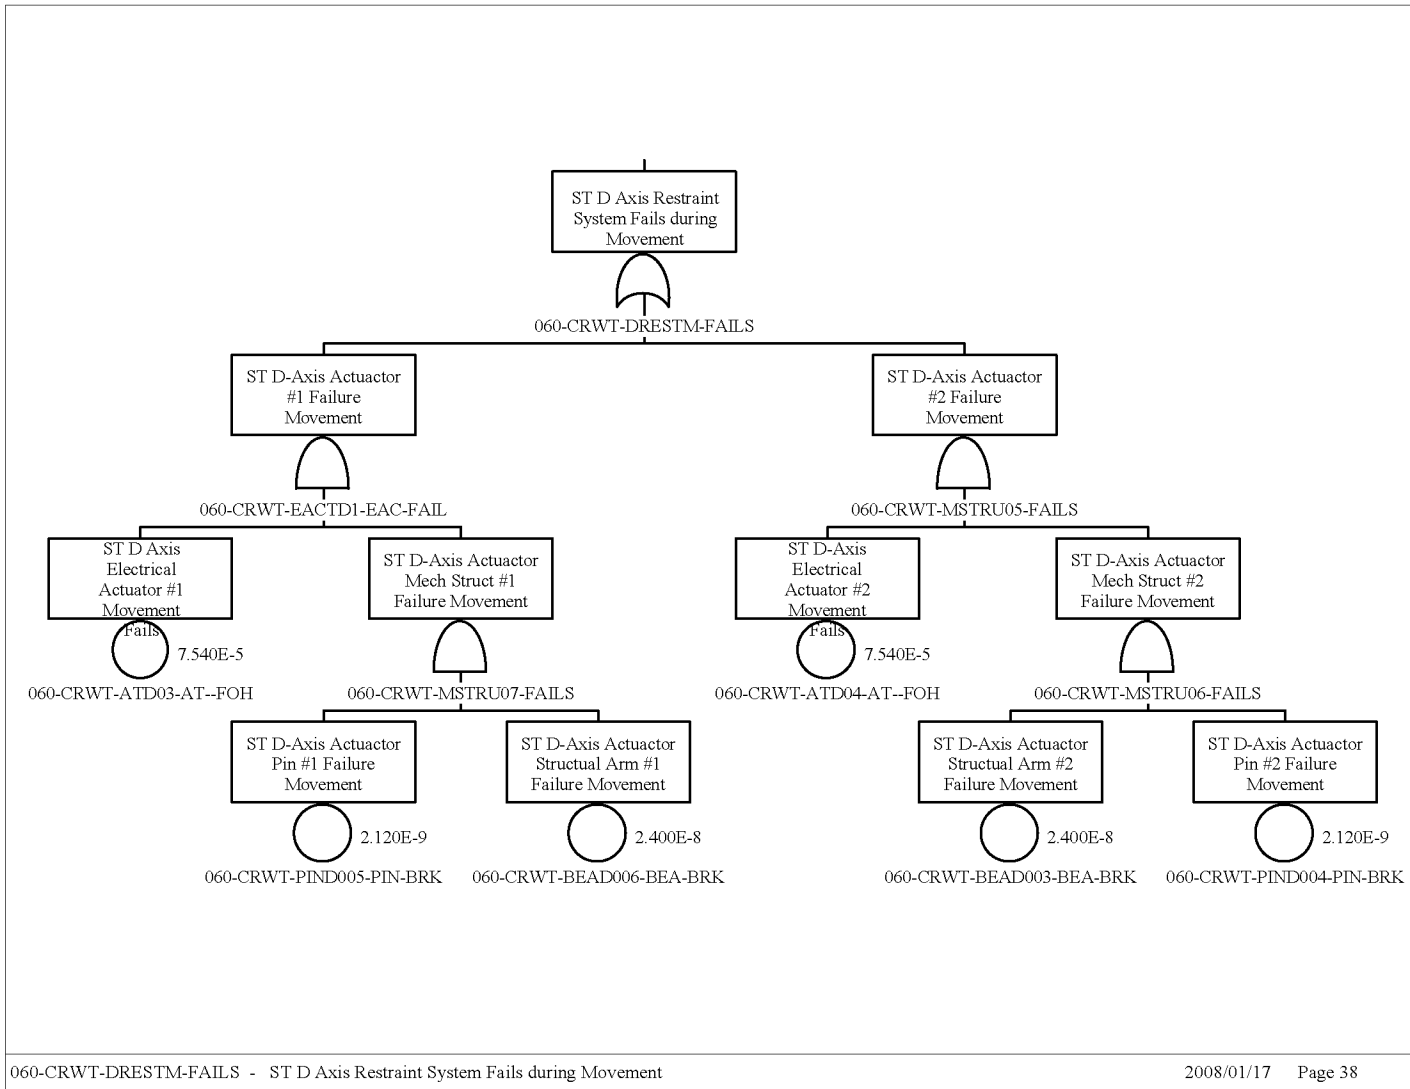 ST D Axis Restraint
System Fails during
Movement
060-CRWT-DRESTM-FAILS
ST D-Axis Actuactor
#1 Failure
Movement
060-CRWT-EACTD1-EAC-FAIL
ST D-Axis Actuactor
#2 Failure
Movement
060-CRWT-MSTRU05-FAILS
ST D Axis
Electrical
Actuator #1
Movement
Fails
7.540E-5
060-CRWT-ATD03-AT--FOH
ST D-Axis Actuactor
Mech Struct #1
Failure Movement
060-CRWT-MSTRU07-FAILS
ST D-Axis
Electrical
Actuator #2
Movement
Fails
7.540E-5
060-CRWT-ATD04-AT--FOH
ST D-Axis Actuactor
Mech Struct #2
Failure Movement
060-CRWT-MSTRU06-FAILS
ST D-Axis Actuactor
Pin #1 Failure
Movement
2.120E-9
060-CRWT-PIND005-PIN-BRK
ST D-Axis Actuactor
Structual Arm #1
Failure Movement
2.400E-8
060-CRWT-BEAD006-BEA-BRK
ST D-Axis Actuactor
Structual Arm #2
Failure Movement
2.400E-8
060-CRWT-BEAD003-BEA-BRK
ST D-Axis Actuactor
Pin #2 Failure
Movement
2.120E-9
060-CRWT-PIND004-PIN-BRK
060-CRWT-DRESTM-FAILS - ST D Axis Restraint System Fails during Movement
2008/01/17 Page 38